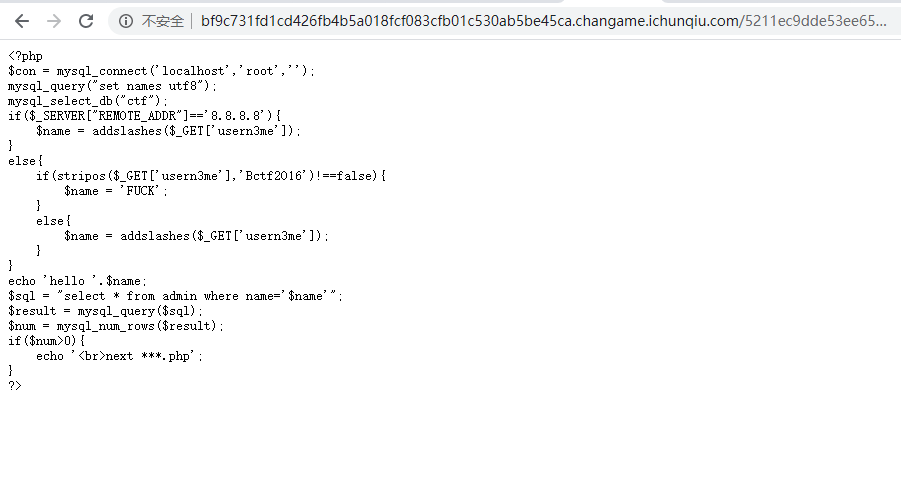 不安全 bf9c731fd1cd426fb4b5a018fcf083cfb01c530ab5be45ca.changame.ichunqiu.com/5211ec9dde53ee65...
<?php
$con = mysql_connect('localhost','root','');
mysql_query("set names utf8");
mysql_select_db("ctf");
if($_SERVER["REMOTE_ADDR"]=='8.8.8.8'){
    $name = addslashes($_GET['usern3me']);
}
else{
    if(stripos($_GET['usern3me'],'Bctf2O16')!==false){
        $name = 'FUCK';
    }
    else{
        $name = addslashes($_GET['usern3me']);
    }
}
echo 'hello '.$name;
$sql = "select * from admin where name='$name'";
$result = mysql_query($sql);
$num = mysql_num_rows($result);
if($num>0){
    echo '<br>next ***.php';
}
?>